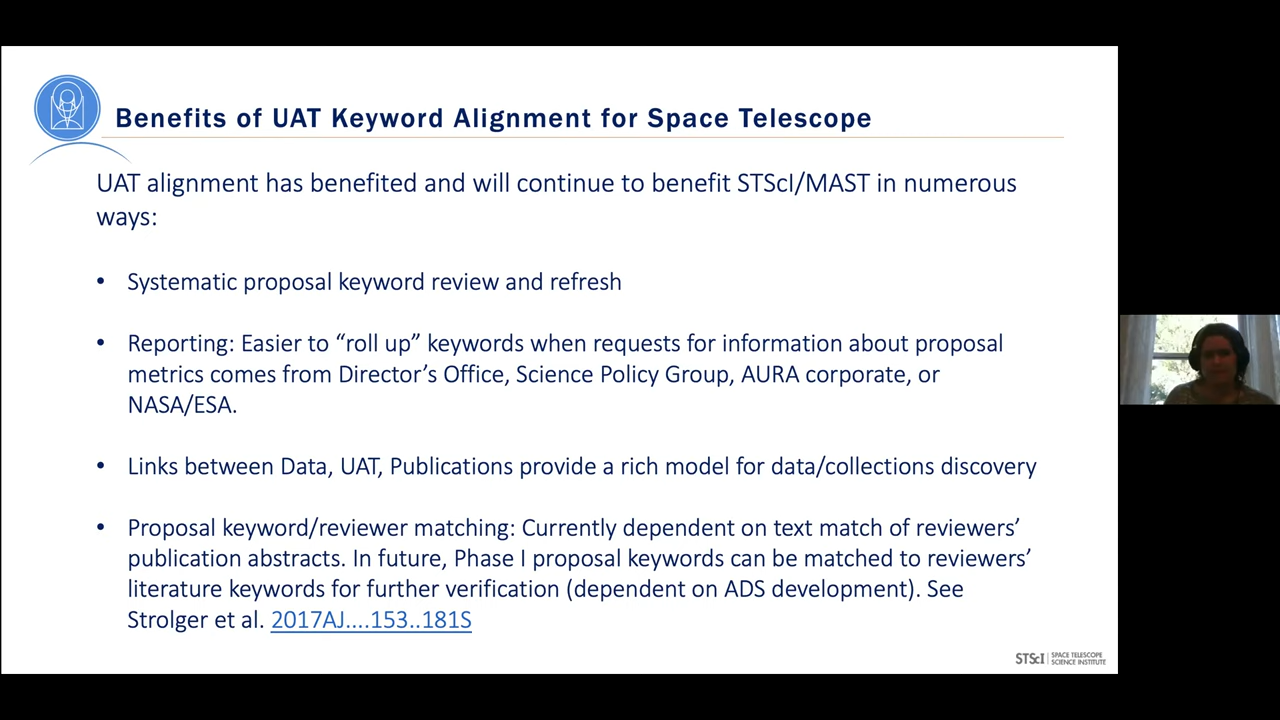 Benefits of UAT Keyword Alignment for Space Telescope
UAT alignment has benefited and will continue to benefit STScI/MAST in numerous
ways:
• Systematic proposal keyword review and refresh
• Reporting: Easier to “roll up” keywords when requests for information about proposal
metrics comes from Director’s Office, Science Policy Group, AURA corporate, or
NASA/ESA.
• Links between Data, UAT, Publications provide a rich model for data/collections discovery
• Proposal keyword/reviewer matching: Currently dependent on text match of reviewers’
publication abstracts. In future, Phase I proposal keywords can be matched to reviewers’
literature keywords for further verification (dependent on ADS development). See
Strolger et al. 2017AJ....153..181S
STScI | SPACE TELESCOPE
SCIENCE INSTITUTE